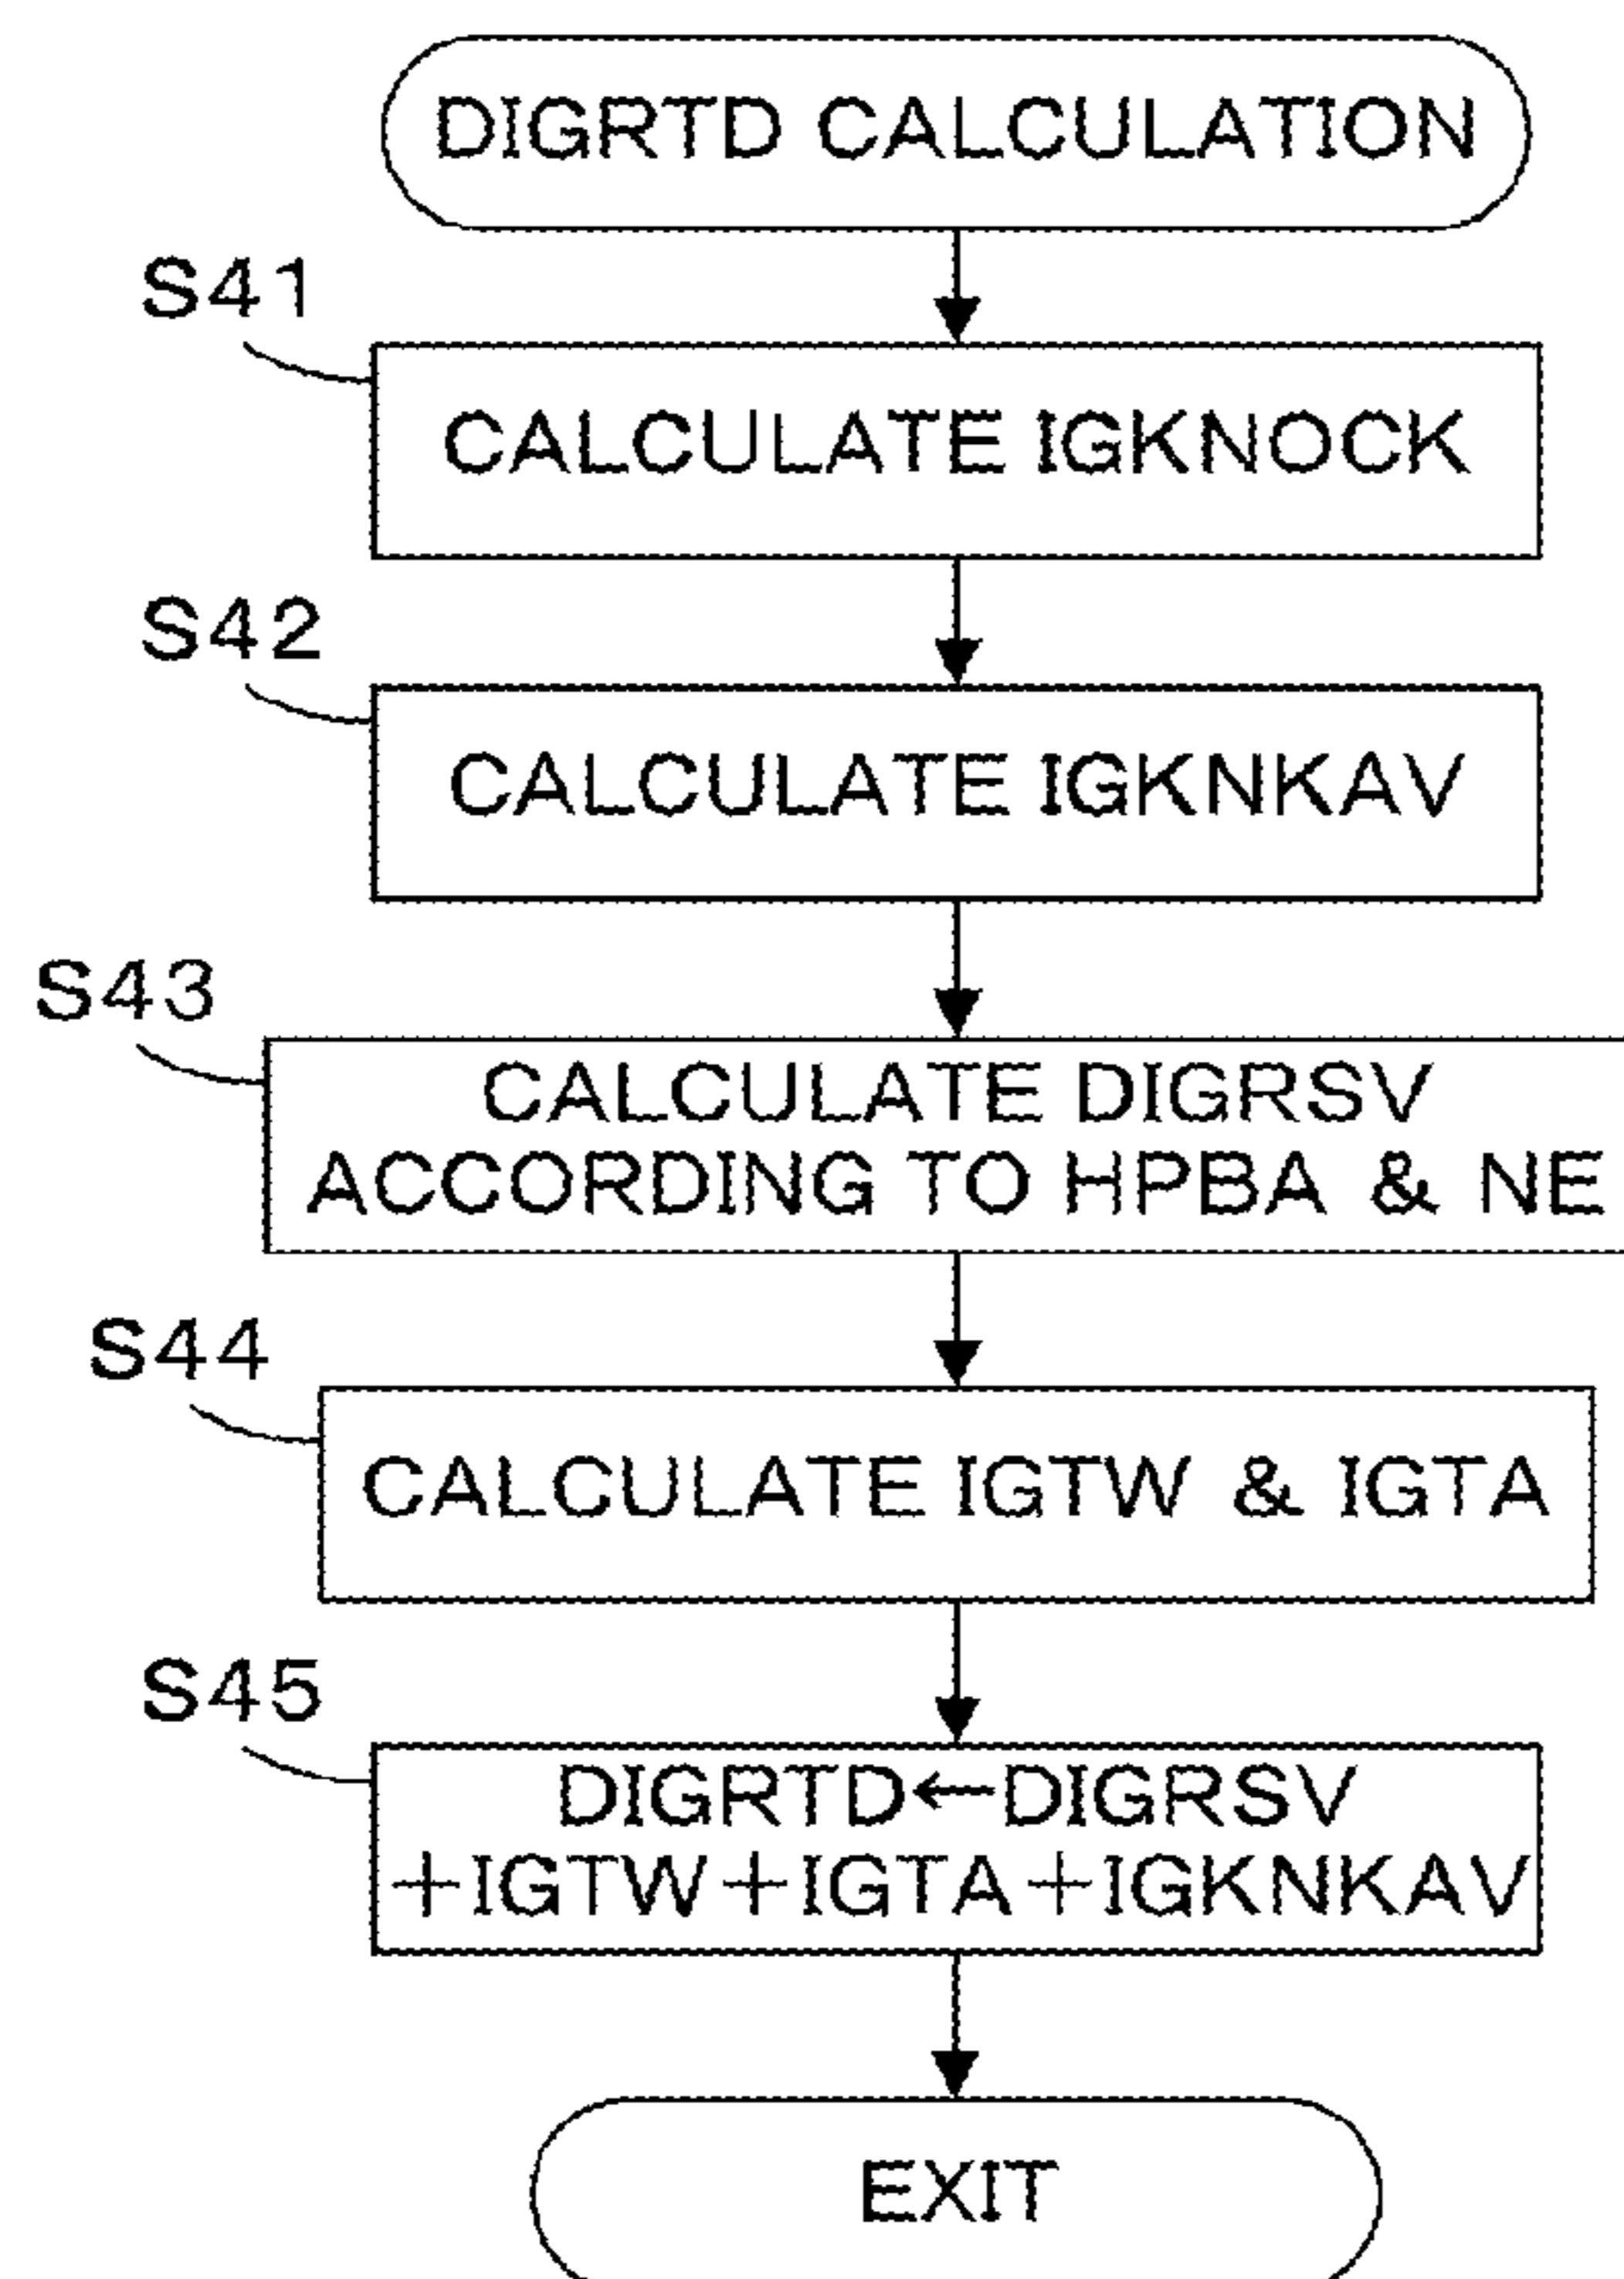 DIGRTD CALCULATION
S41
CALCULATE IGKNOCK
S42
CALCULATE IGKNKAV
S43
CALCULATE DIGRSV
ACCORDING TO HPBA & NE
S44
CALCULATE IGTW & IGTA
S45
DIGRTD←DIGRSV
+IGTW+IGTA+IGKNKAV
EXIT